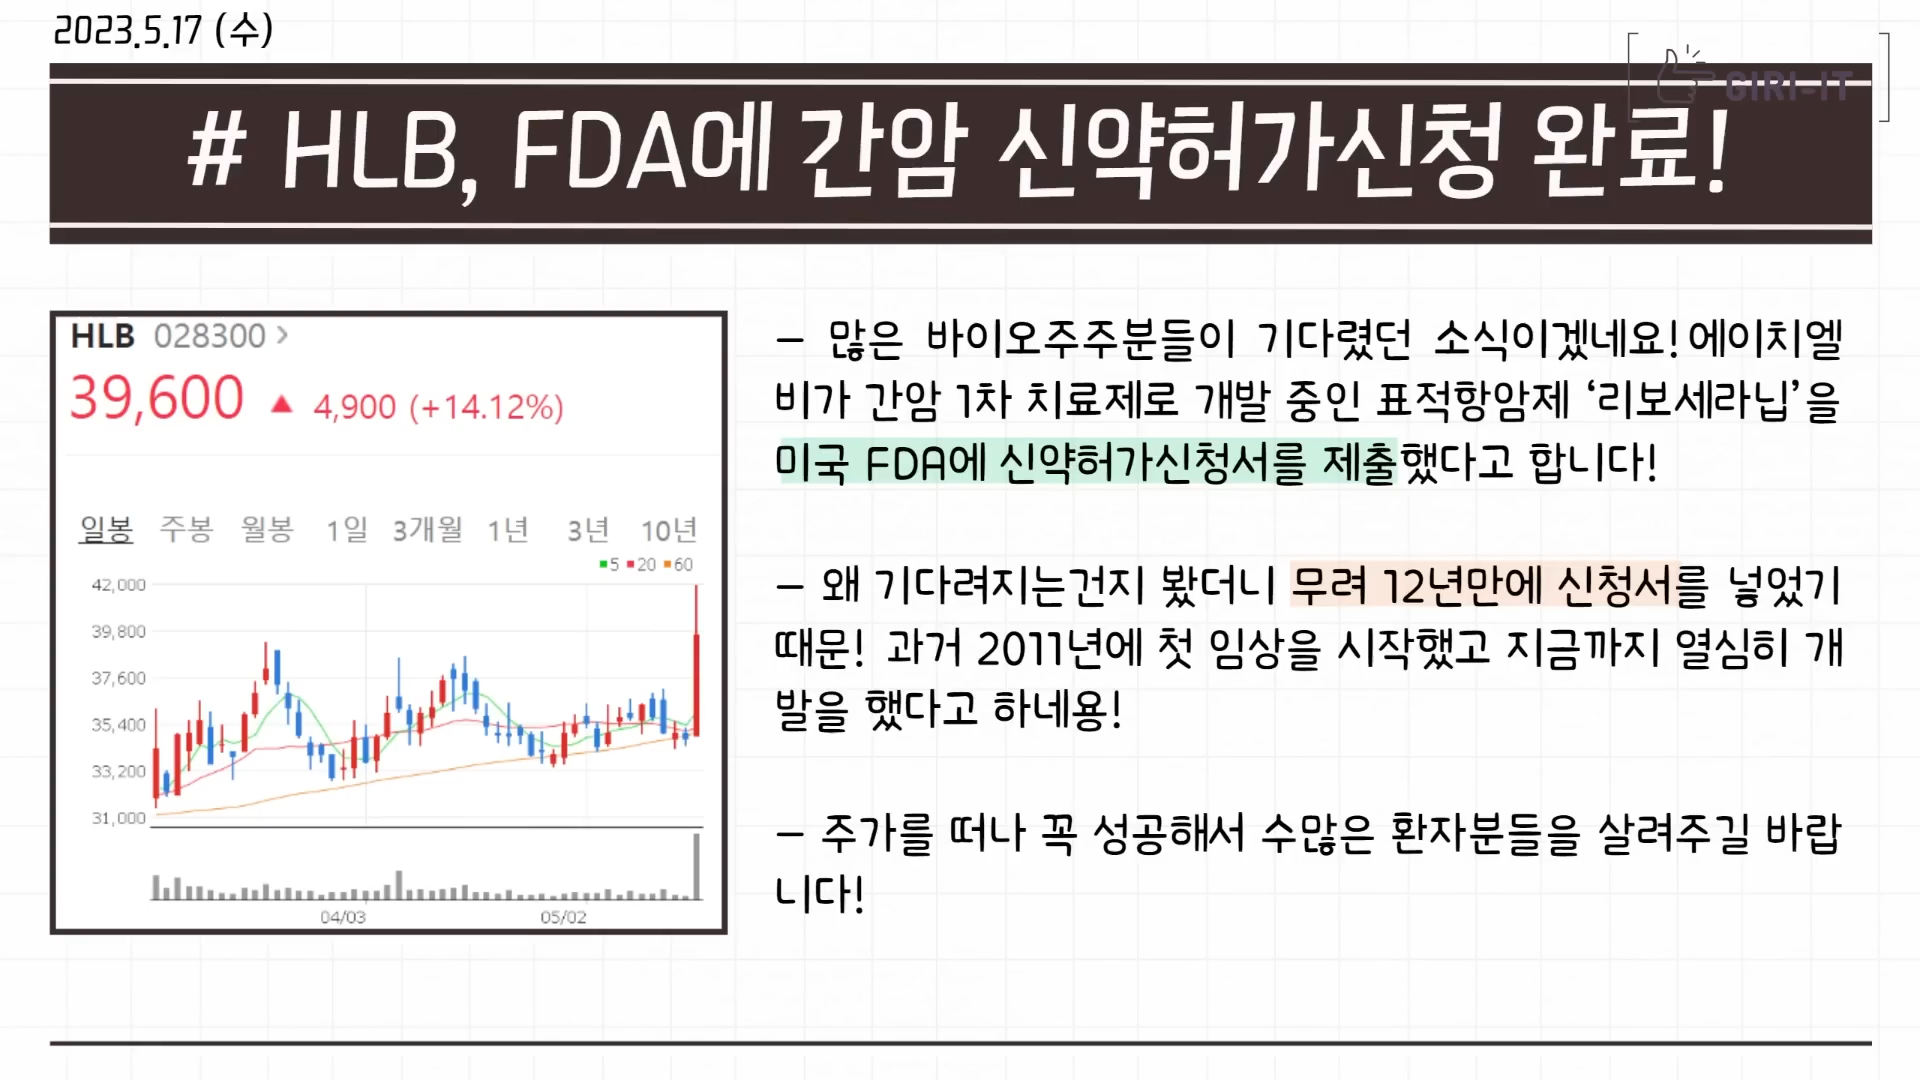 2023.5.17 (수)
GIRI-IT
# HLB, FDA에 간암 신약허가신청 완료!
HLB 028300 >
39,600 ▲ 4,900 (+14.12%)
일봉 주봉 월봉 1일 3개월 1년 3년 10년
5 20 60
42,000
39,800
37,600
35,400
33,200
31,000
04/03 05/02
- 많은 바이오주주분들이 기다렸던 소식이겠네요! 에이치엘
비가 간암 1차 치료제로 개발 중인 표적항암제 ‘리보세라닙’을
미국 FDA에 신약허가신청서를 제출했다고 합니다!
- 왜 기다려지는건지 봤더니 무려 12년만에 신청서를 넣었기
때문! 과거 2011년에 첫 임상을 시작했고 지금까지 열심히 개
발을 했다고 하네용!
- 주가를 떠나 꼭 성공해서 수많은 환자분들을 살려주길 바랍
니다!